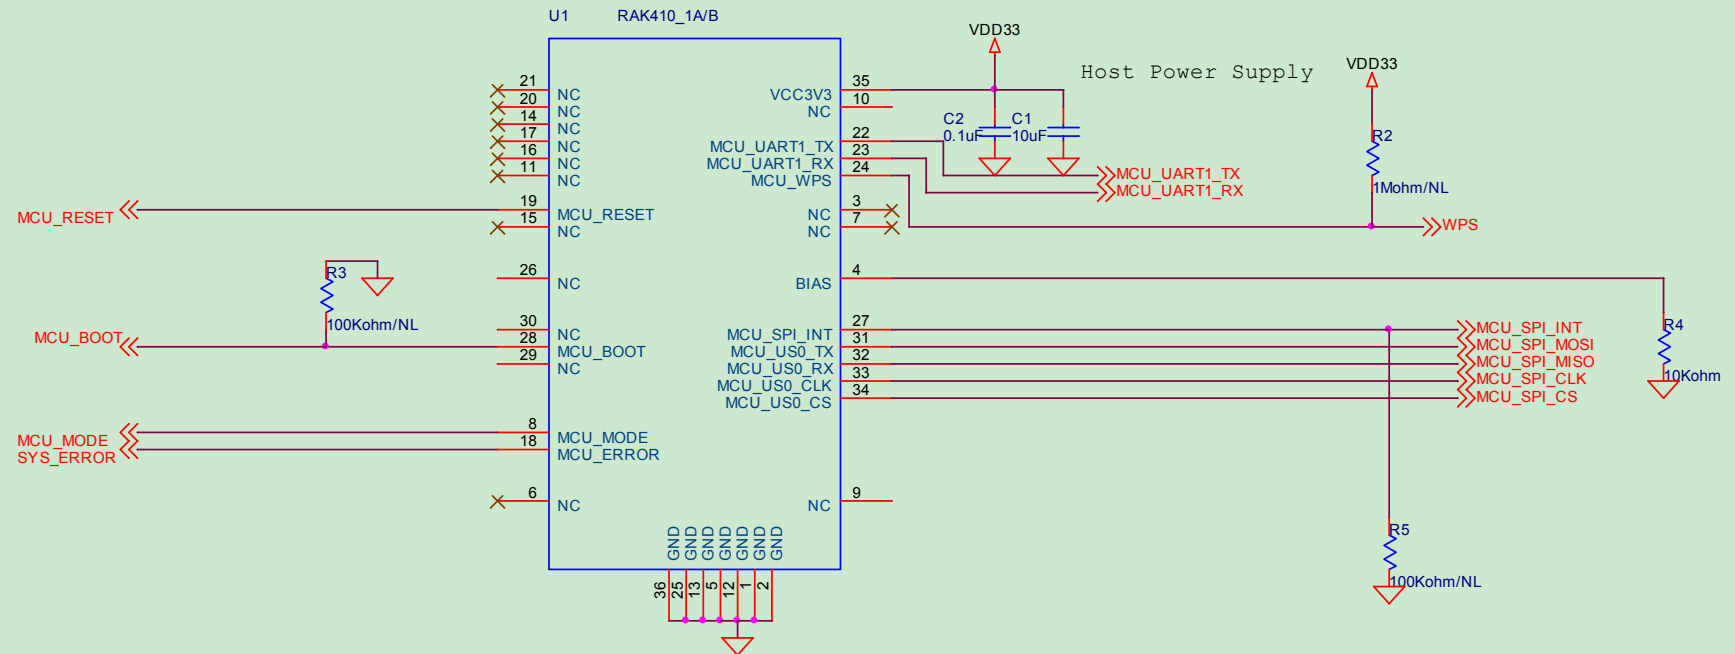 U1 RAK410_1A/B
VDD33
Host Power Supply
VDD33
21 NC
20 NC
14 NC
17 NC
16 NC
11 NC
19 MCU_RESET
15 NC
26 NC
30 NC
28 MCU_BOOT
29 NC
8 MCU_MODE
18 MCU_ERROR
6 NC
MCU_RESET
R3
100Kohm/NL
MCU_BOOT
MCU_MODE
SYS_ERROR
VCC3V3 35
NC 10
MCU_UART1_TX 22
MCU_UART1_RX 23
MCU_WPS 24
NC 3
NC 7
BIAS 4
MCU_SPI_INT 27
MCU_US0_TX 31
MCU_US0_RX 32
MCU_US0_CLK 33
MCU_US0_CS 34
NC 9
C2
0.1uF
C1
10uF
R2
1Mohm/NL
MCU_UART1_TX
MCU_UART1_RX
WPS
MCU_SPI_INT
MCU_SPI_MOSI
MCU_SPI_MISO
MCU_SPI_CLK
MCU_SPI_CS
R4
10Kohm
R5
100Kohm/NL
GND 36
GND 25
GND 13
GND 5
GND 12
GND 1
GND 2